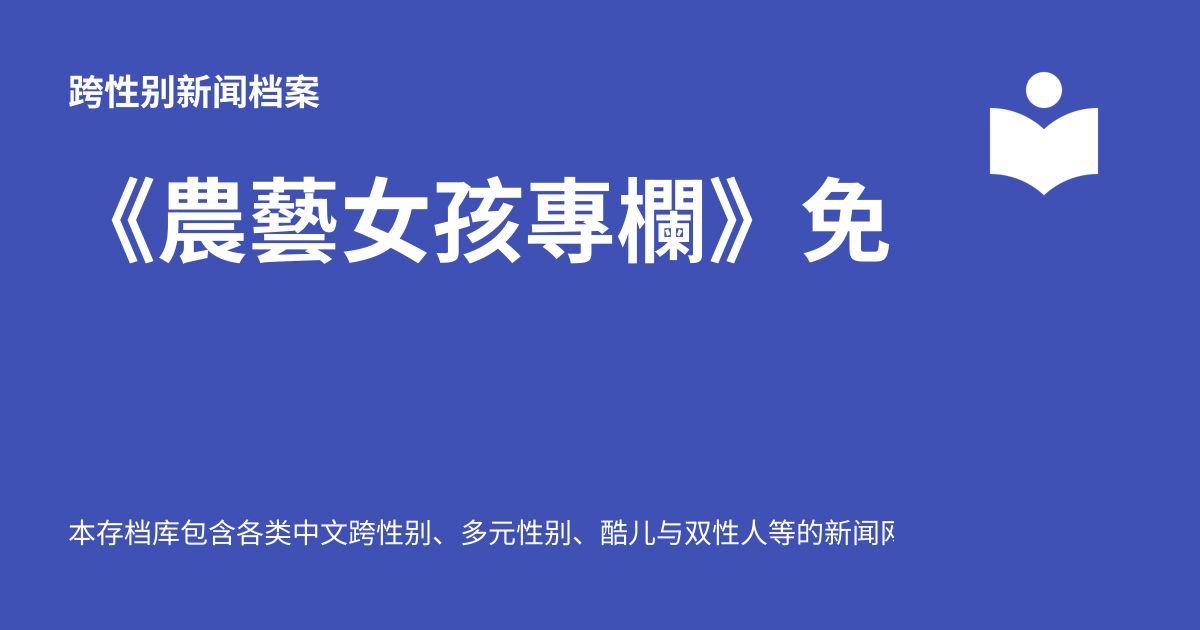 跨性别新闻档案
《農藝女孩專欄》免
本存档库包含各类中文跨性别、多元性别、酷儿与双性人等的新闻网